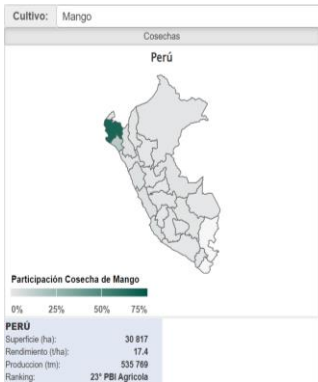 Cultivo: Mango
Cosechas
Perú
Participación Cosecha de Mango
0% 25% 50% 75%
PERÚ
Superficie (ha): 30 817
Rendimiento (t/ha): 17.4
Produccion (tm): 535 769
Ranking: 23° PBI Agricola